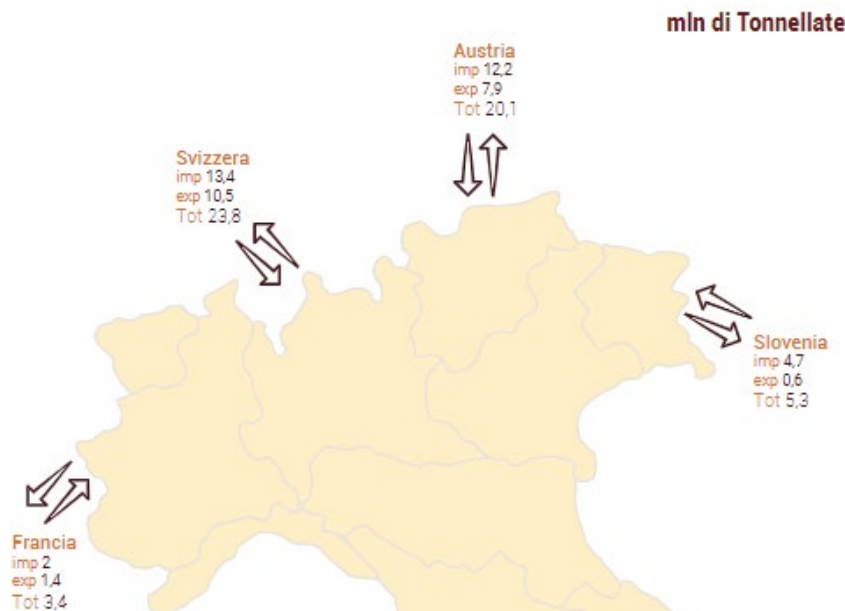 mln di Tonnellate
Austria
imp 12,2
exp 7,9
Tot 20,1
Svizzera
imp 13,4
exp 10,5
Tot 23,8
Slovenia
imp 4,7
exp 0,6
Tot 5,3
Francia
imp 2
exp 1,4
Tot 3,4